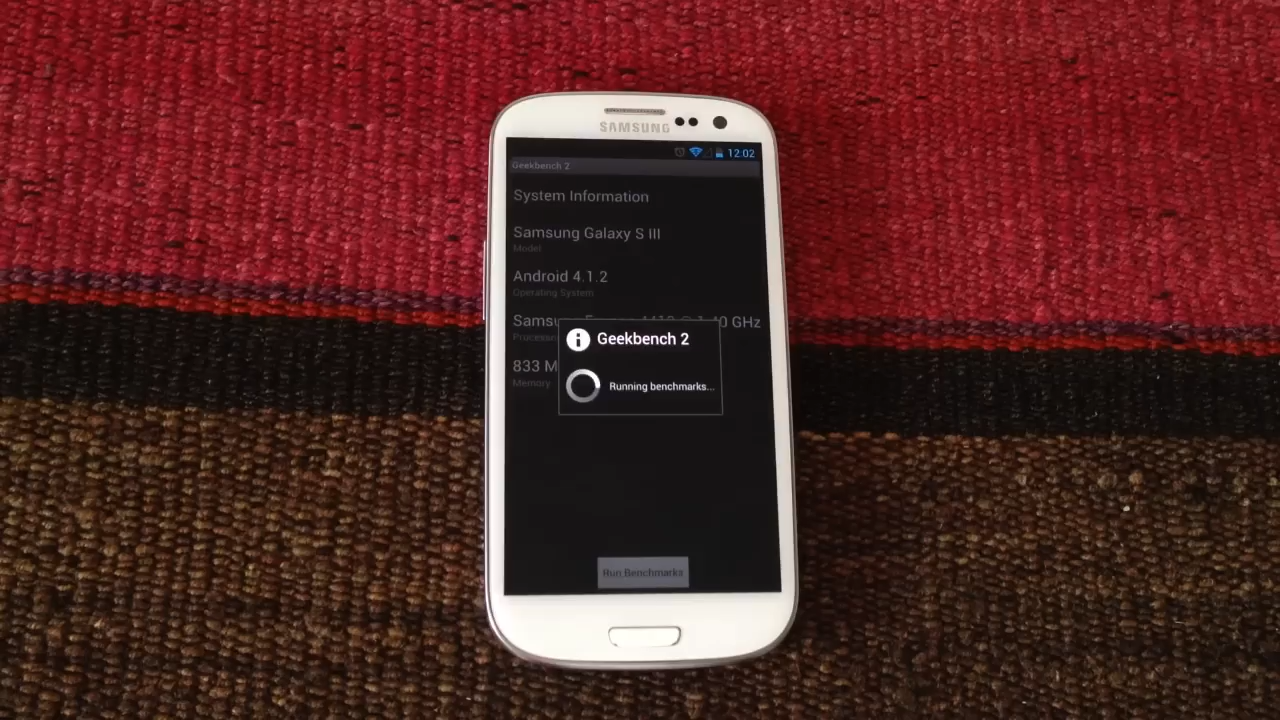 SAMSUNG
12:02
Geekbench 2
System Information
Samsung Galaxy S III
Model
Android 4.1.2
Operating System
GHz
833
Memory
Geekbench 2
Running benchmarks...
Run Benchmarks